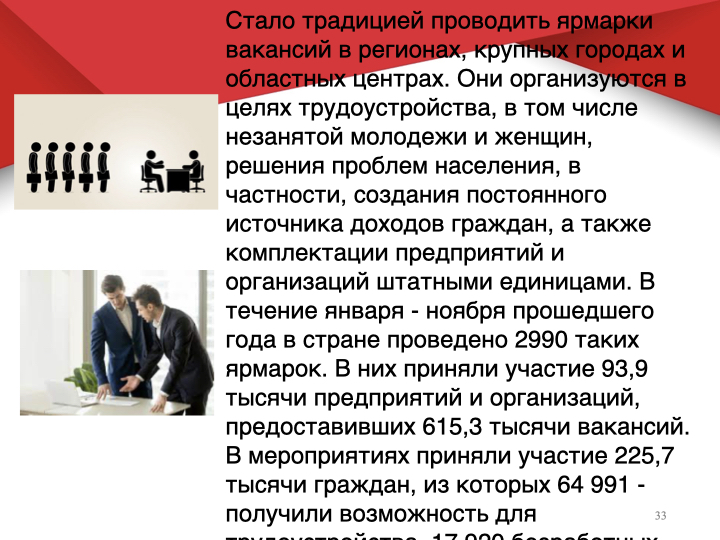 Стало традицией проводить ярмарки
вакансий в регионах, крупных городах и
областных центрах. Они организуются в
целях трудоустройства, в том числе
незанятой молодежи и женщин,
решения проблем населения, в
частности, создания постоянного
источника доходов граждан, а также
комплектации предприятий и
организаций штатными единицами. В
течение января - ноября прошедшего
года в стране проведено 2990 таких
ярмарок. В них приняли участие 93,9
тысячи предприятий и организаций,
предоставивших 615,3 тысячи вакансий.
В мероприятиях приняли участие 225,7
тысячи граждан, из которых 64 991 -
получили возможность для
33